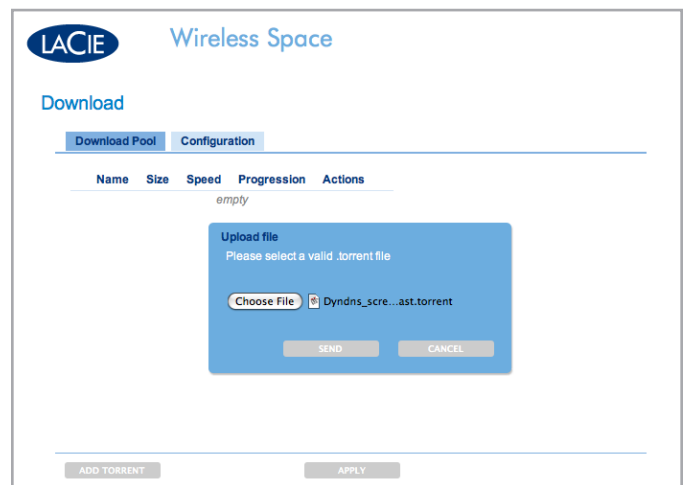 LACIE Wireless Space
Download
Download Pool Configuration
Name Size Speed Progression Actions
empty
Upload file
Please select a valid .torrent file
Choose File Dyndns_scre...ast.torrent
SEND CANCEL
ADD TORRENT APPLY